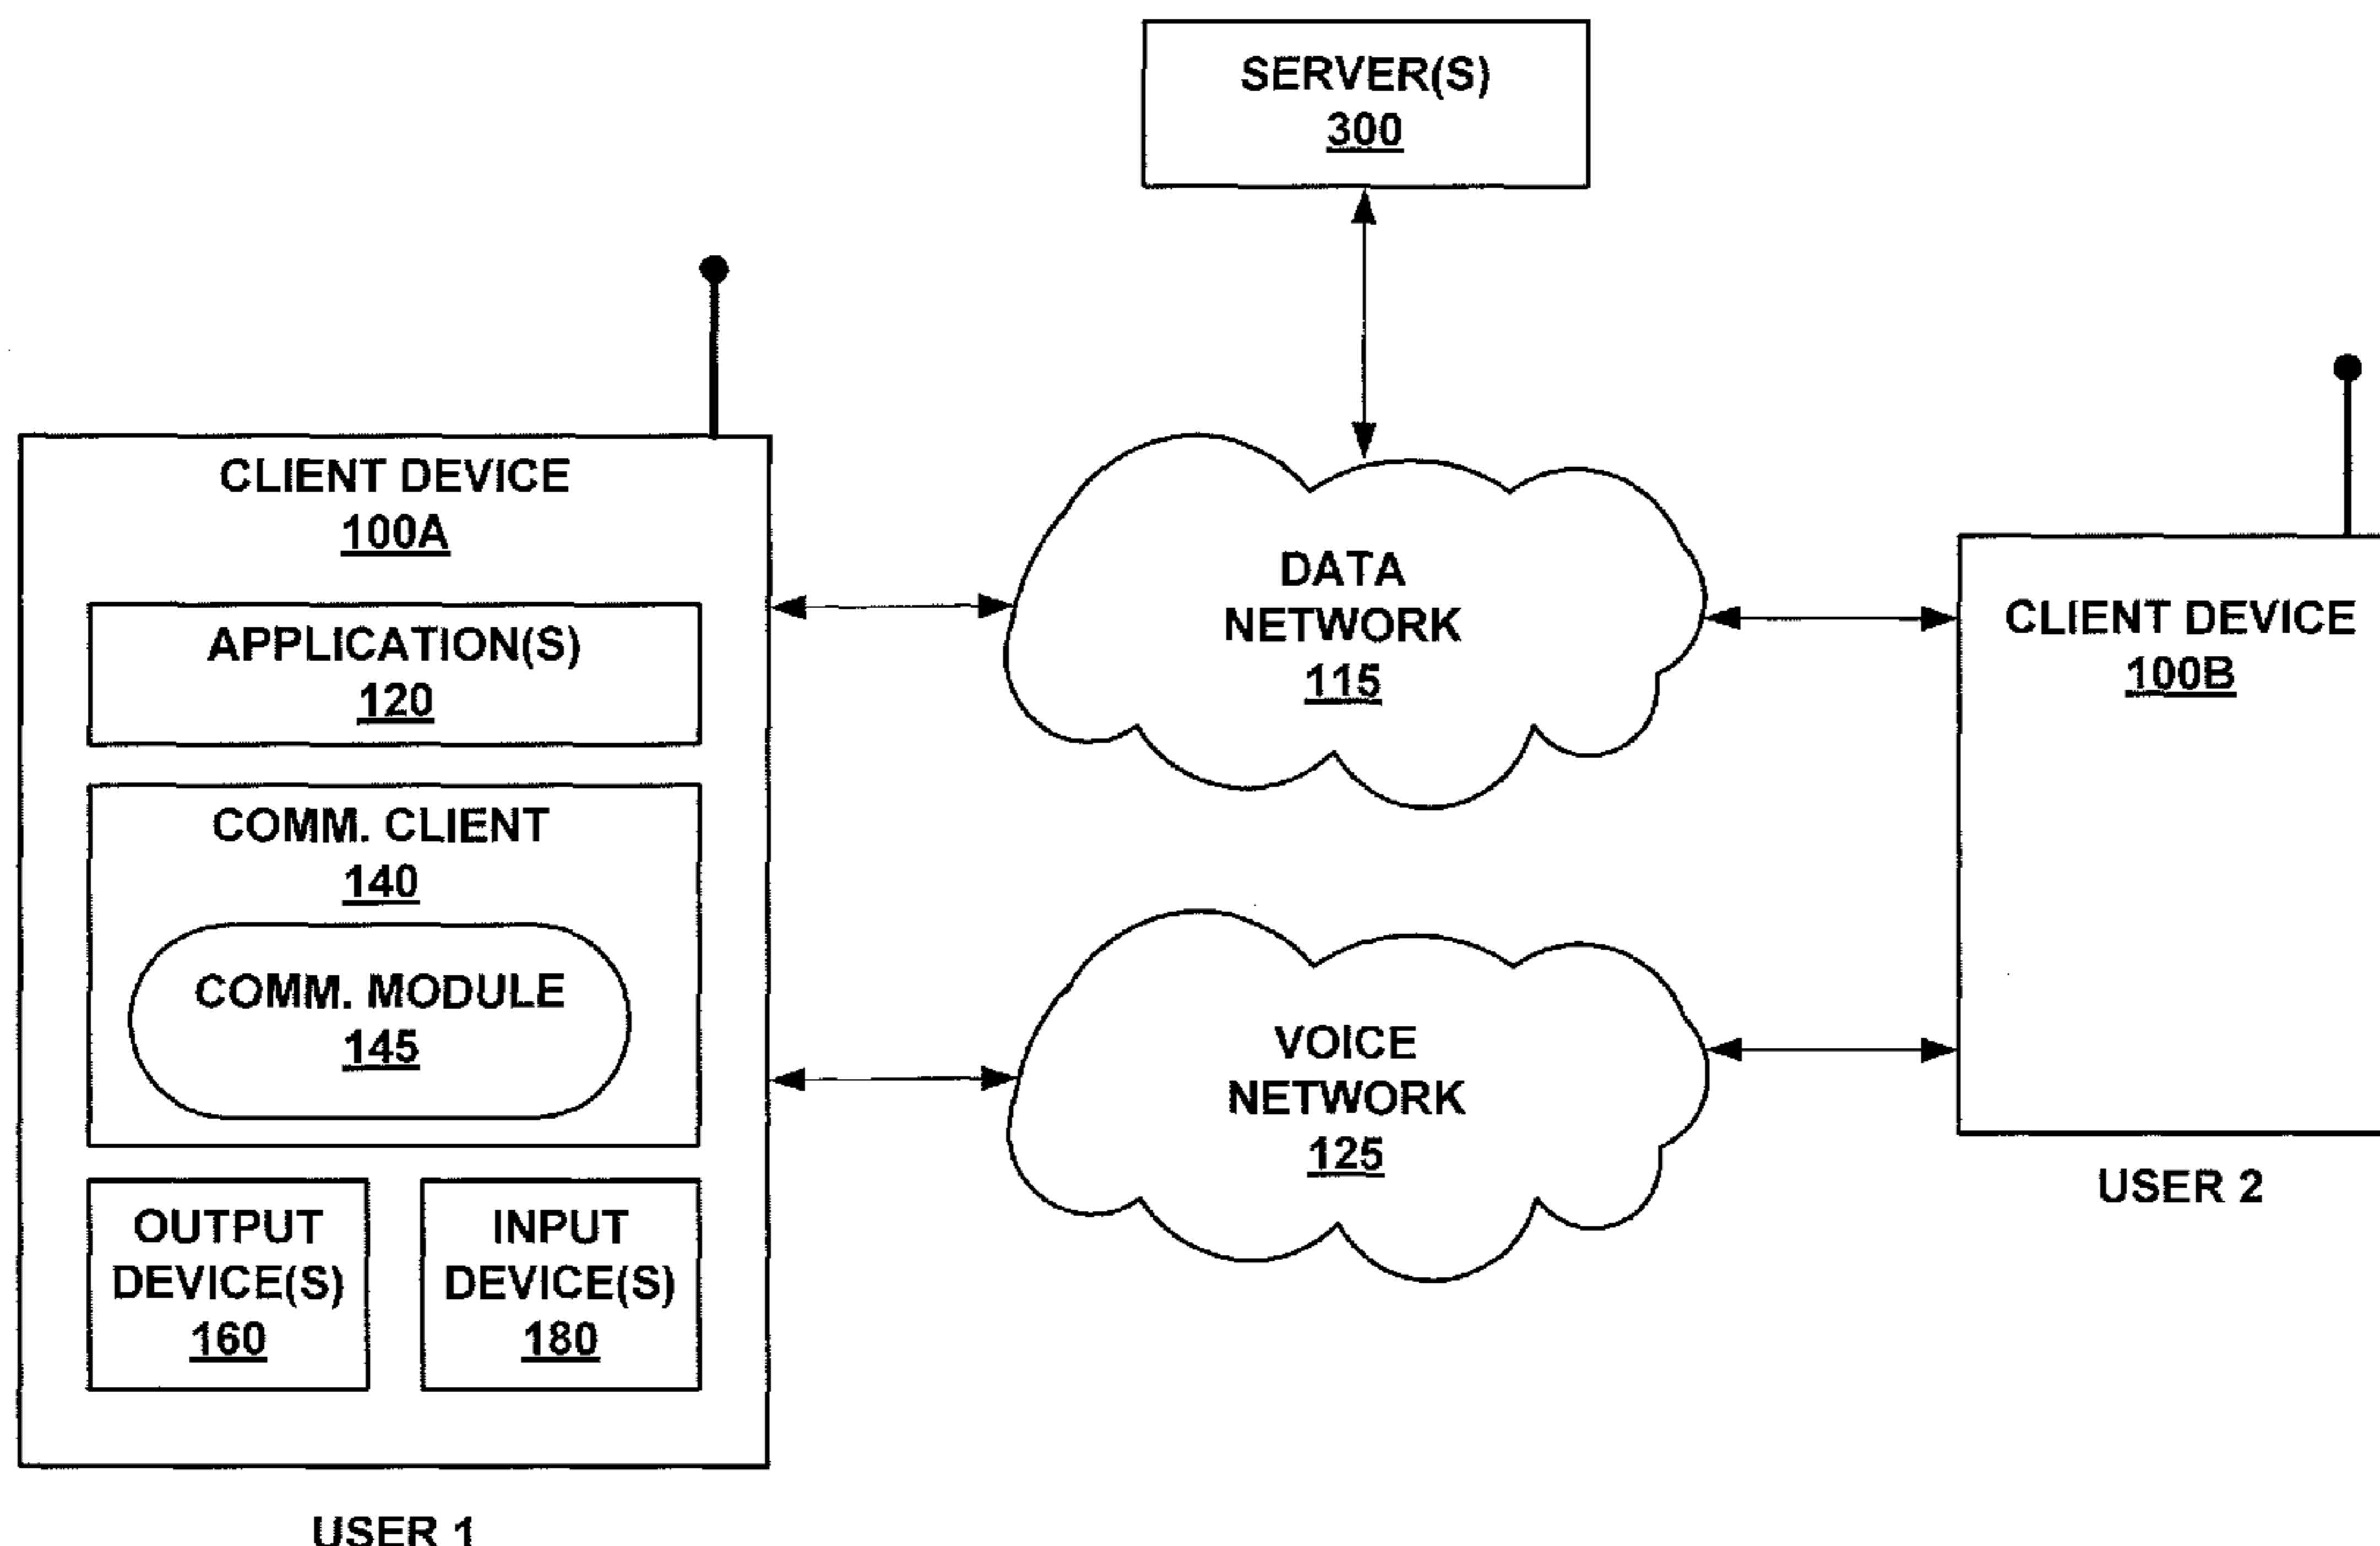 SERVER(S)
300
CLIENT DEVICE
100A
APPLICATION(S)
120
COMM. CLIENT
140
COMM. MODULE
145
OUTPUT
DEVICE(S)
160
INPUT
DEVICE(S)
180
USER 1
DATA
NETWORK
115
VOICE
NETWORK
125
CLIENT DEVICE
100B
USER 2